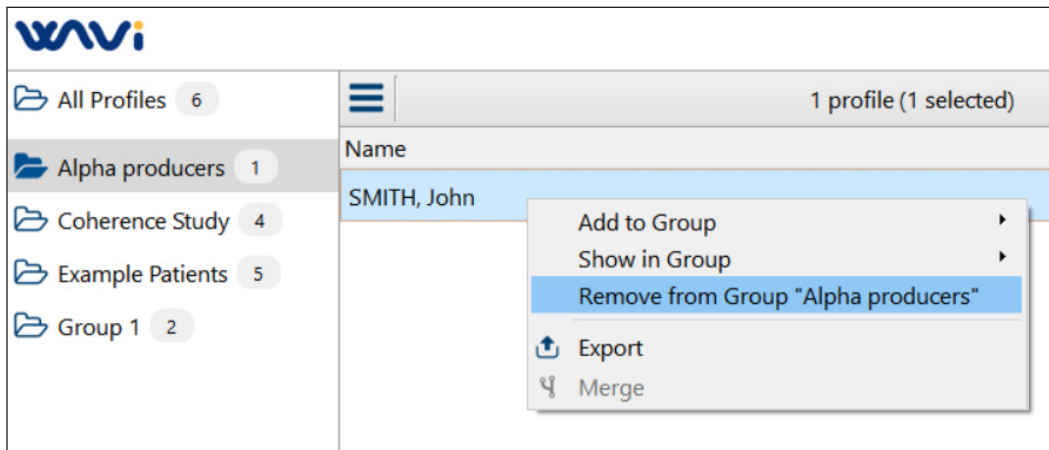 WAVi
All Profiles 6
1 profile (1 selected)
Alpha producers 1
Name
Coherence Study 4
SMITH, John
Example Patients 5
Group 1 2
Add to Group
Show in Group
Remove from Group "Alpha producers"
Export
Merge